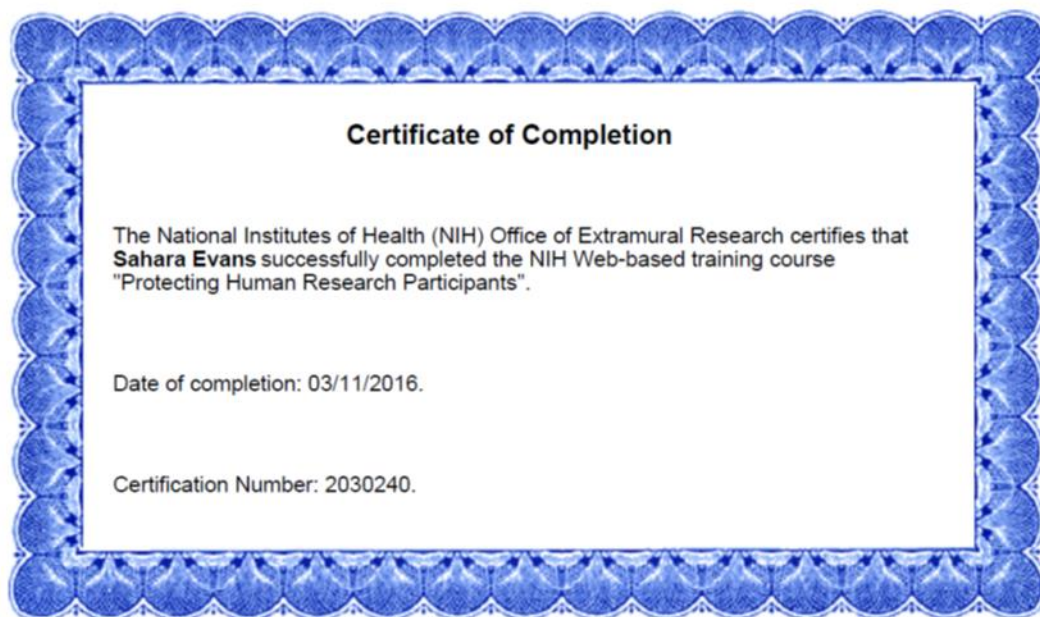 Certificate of Completion
The National Institutes of Health (NIH) Office of Extramural Research certifies that
Sahara Evans successfully completed the NIH Web-based training course
"Protecting Human Research Participants".
Date of completion: 03/11/2016.
Certification Number: 2030240.